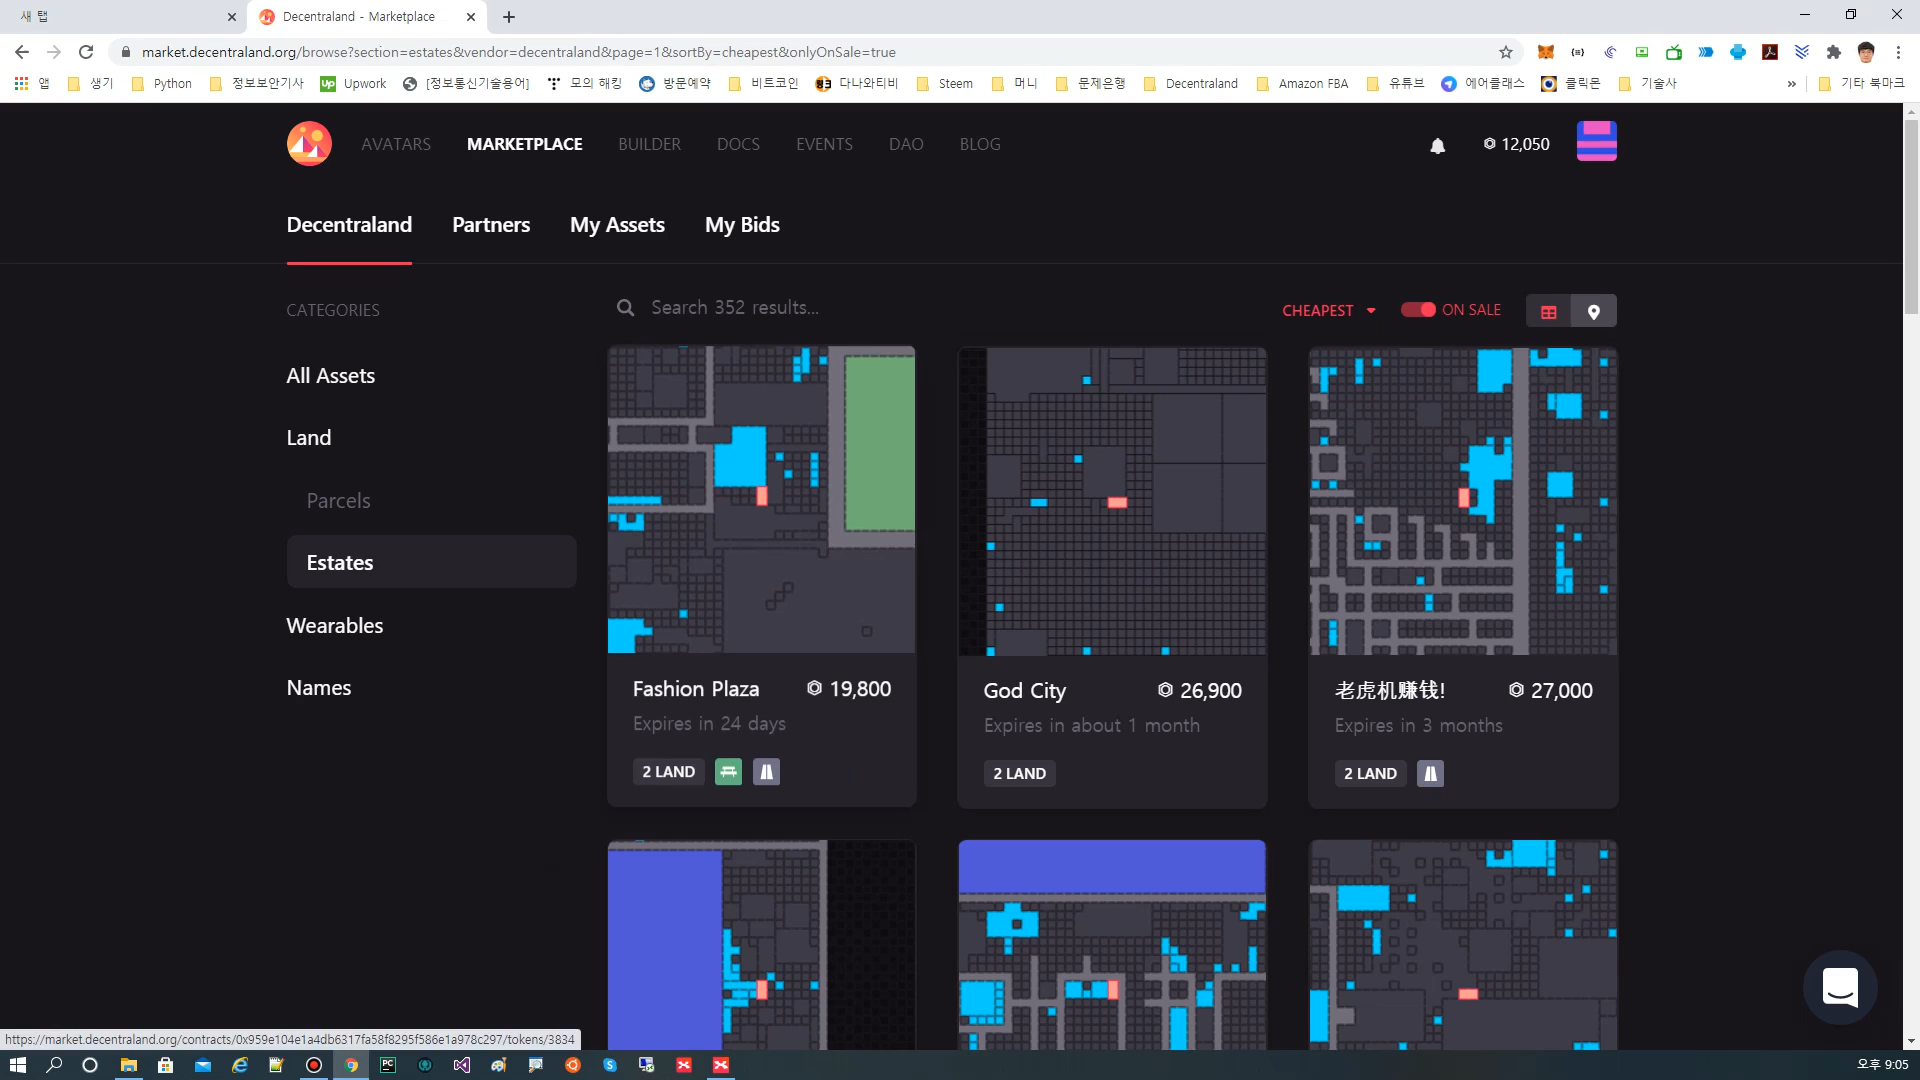 새 탭
Decentraland - Marketplace
market.decentraland.org/browse?section=estates&vendor=decentraland&page=1&sortBy=cheapest&onlyOnSale=true
앱 생기 Python 정보보안기사 Upwork [정보통신기술용어] 모의 해킹 방문예약 비트코인 다나와티비 Steem 머니 문제은행 Decentraland Amazon FBA 유튜브 에어클래스 클릭몬 기술사 » 기타 북마크
AVATARS MARKETPLACE BUILDER DOCS EVENTS DAO BLOG 12,050
Decentraland Partners My Assets My Bids
CATEGORIES
All Assets
Land
Parcels
Estates
Wearables
Names
Search 352 results...
CHEAPEST ON SALE
Fashion Plaza 19,800
Expires in 24 days
2 LAND
God City 26,900
Expires in about 1 month
2 LAND
老虎机赚钱! 27,000
Expires in 3 months
2 LAND
https://market.decentraland.org/contracts/0x959e104e1a4db6317fa58f8295f586e1a978c297/tokens/3834
오후 9:05